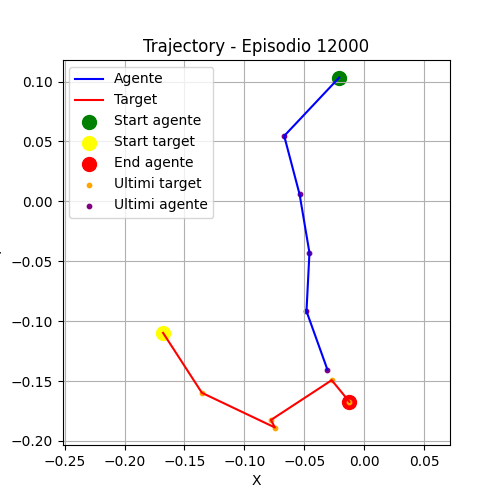 Trajectory - Episodio 12000
Agente
Target
Start agente
Start target
End agente
Ultimi target
Ultimi agente
0.10
0.05
0.00
−0.05
−0.10
−0.15
−0.20
−0.25 −0.20 −0.15 −0.10 −0.05 0.00 0.05
X